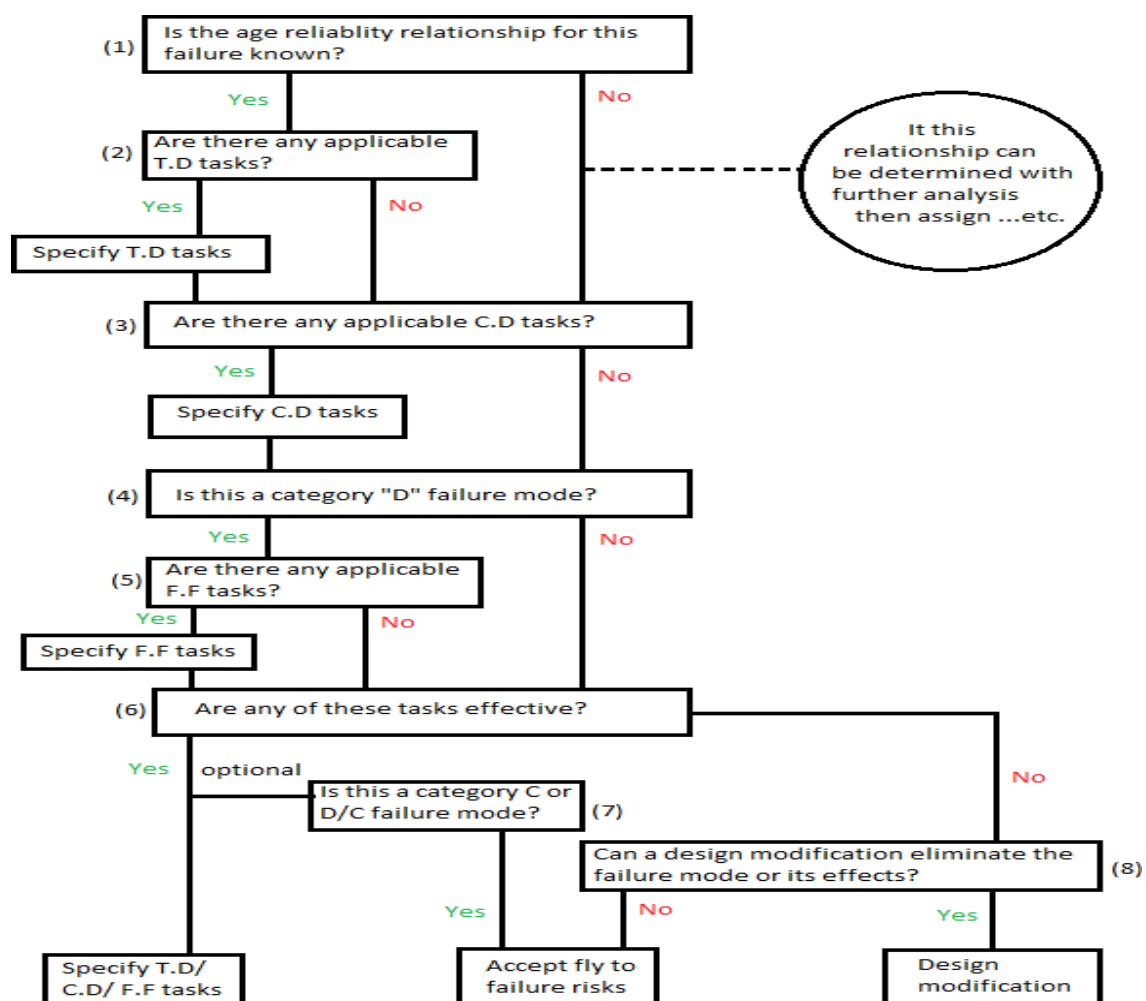 (1)
Is the age reliablity relationship for this
failure known?
Yes
No
(2)
Are there any applicable
T.D tasks?
It this
relationship can
be determined with
further analysis
then assign ...etc.
Yes
No
Specify T.D tasks
(3)
Are there any applicable C.D tasks?
Yes
No
Specify C.D tasks
(4)
Is this a category "D" failure mode?
Yes
No
(5)
Are there any applicable
F.F tasks?
Yes
No
Specify F.F tasks
(6)
Are any of these tasks effective?
Yes
optional
No
Is this a category C or
D/C failure mode?
(7)
Can a design modification eliminate the
failure mode or its effects?
(8)
Yes
No
Yes
Specify T.D/
C.D/ F.F tasks
Accept fly to
failure risks
Design
modification